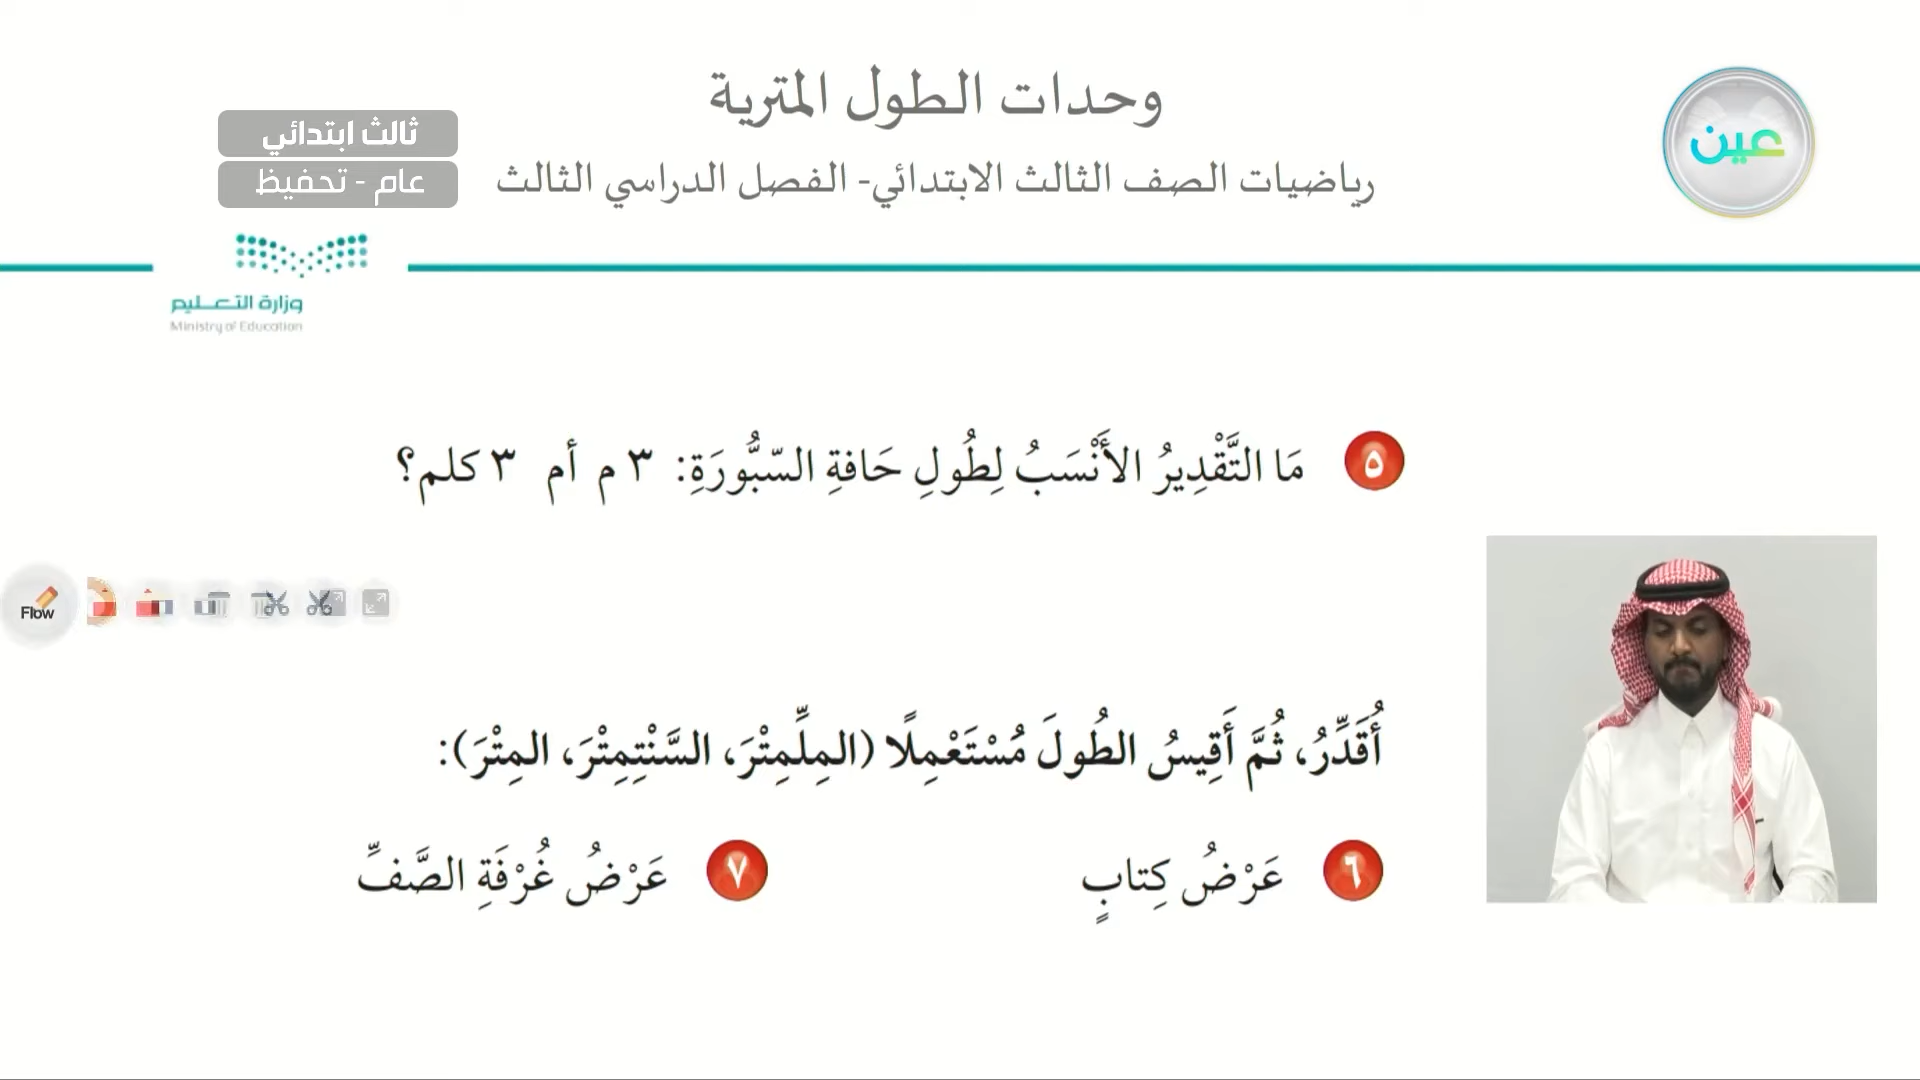 وحدات الطول المترية
عين
ثالث ابتدائي
رياضيات الصف الثالث الابتدائي- الفصل الدراسي الثالث
عام - تحفيظ
وزارة التعليم
Ministry of Education
٥ مَا التَّقْدِيرُ الأَنْسَبُ لِطُولِ حَافةِ السّبُّورَةِ: ٣ م أم ٣ كلم؟
Flow
أُقَدِّرُ، ثُمَّ أَقِيسُ الطُولَ مُسْتَعْمِلًا (المِلِّمِتْرَ، السَّنْتِمِتْرَ، المِتْرَ):
٦ عَرْضُ كِتابٍ
٧ عَرْضُ غُرْفَةِ الصَّفِّ